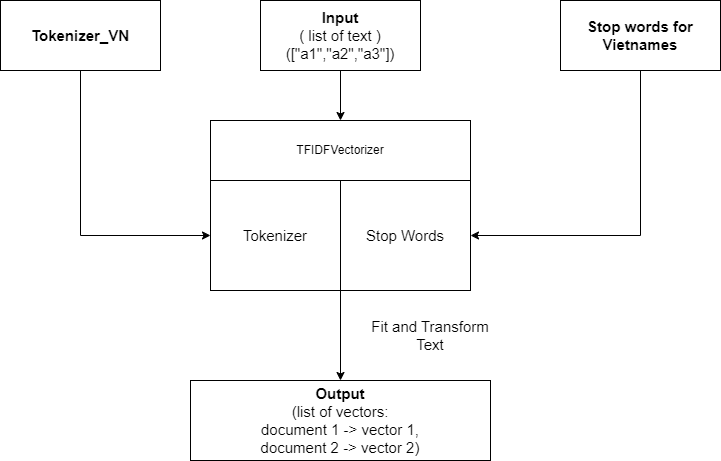 Tokenizer_VN
Input
( list of text )
(["a1","a2","a3"])
Stop words for
Vietnames
TFIDFVectorizer
Tokenizer
Stop Words
Fit and Transform
Text
Output
(list of vectors:
document 1 -> vector 1,
document 2 -> vector 2)